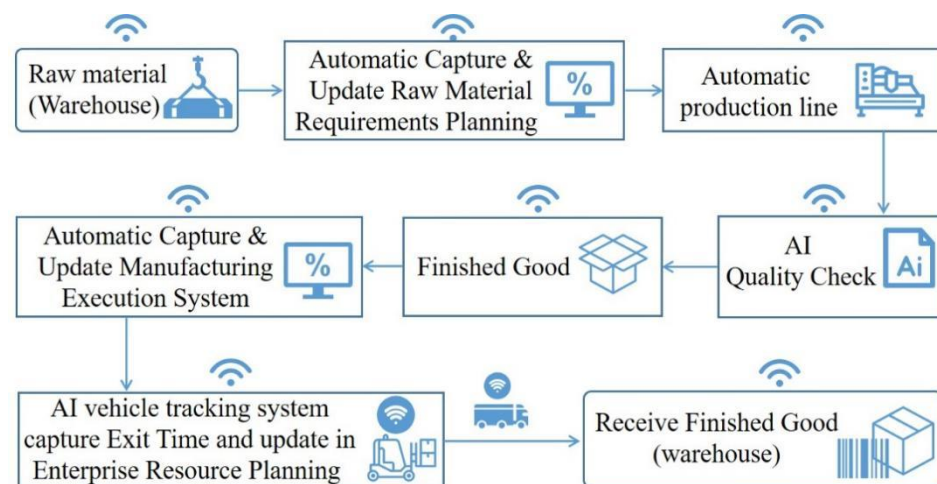 Raw material
(Warehouse)
Automatic Capture &
Update Raw Material
Requirements Planning
%
Automatic
production line
Automatic Capture &
Update Manufacturing
Execution System
%
Finished Good
AI
Quality Check
Ai
AI vehicle tracking system
capture Exit Time and update in
Enterprise Resource Planning
Receive Finished Good
(warehouse)